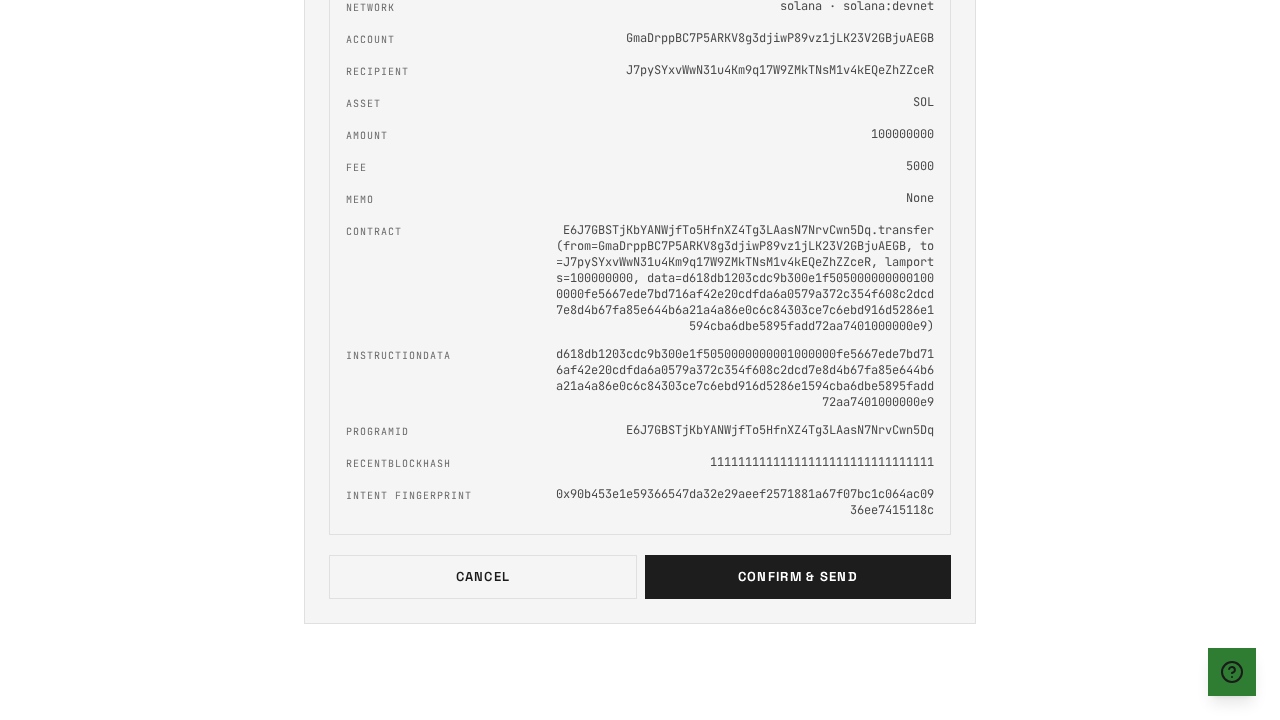 NETWORK solana · solana:devnet
ACCOUNT GmaDrppBC7P5ARKV8g3djiwP89vz1jLK23V2GBjuAEGB
RECIPIENT J7pySYxvWwN31u4Km9q17W9ZMkTNsM1v4kEQeZhZZceR
ASSET SOL
AMOUNT 100000000
FEE 5000
MEMO None
CONTRACT E6J7GBSTjKbYANWjfTo5HfnXZ4Tg3LAasN7NrvCwn5Dq.transfer
(from=GmaDrppBC7P5ARKV8g3djiwP89vz1jLK23V2GBjuAEGB, to
=J7pySYxvWwN31u4Km9q17W9ZMkTNsM1v4kEQeZhZZceR, lamport
s=100000000, data=d618db1203cdc9b300e1f505000000000100
0000fe5667ede7bd716af42e20cdfda6a0579a372c354f608c2dcd
7e8d4b67fa85e644b6a21a4a86e0c6c84303ce7c6ebd916d5286e1
594cba6dbe5895fadd72aa7401000000e9)
INSTRUCTIONDATA d618db1203cdc9b300e1f5050000000001000000fe5667ede7bd71
6af42e20cdfda6a0579a372c354f608c2dcd7e8d4b67fa85e644b6
a21a4a86e0c6c84303ce7c6ebd916d5286e1594cba6dbe5895fadd
72aa7401000000e9
PROGRAMID E6J7GBSTjKbYANWjfTo5HfnXZ4Tg3LAasN7NrvCwn5Dq
RECENTBLOCKHASH 11111111111111111111111111111111
INTENT FINGERPRINT 0x90b453e1e59366547da32e29aeef2571881a67f07bc1c064ac09
36ee7415118c
CANCEL CONFIRM & SEND